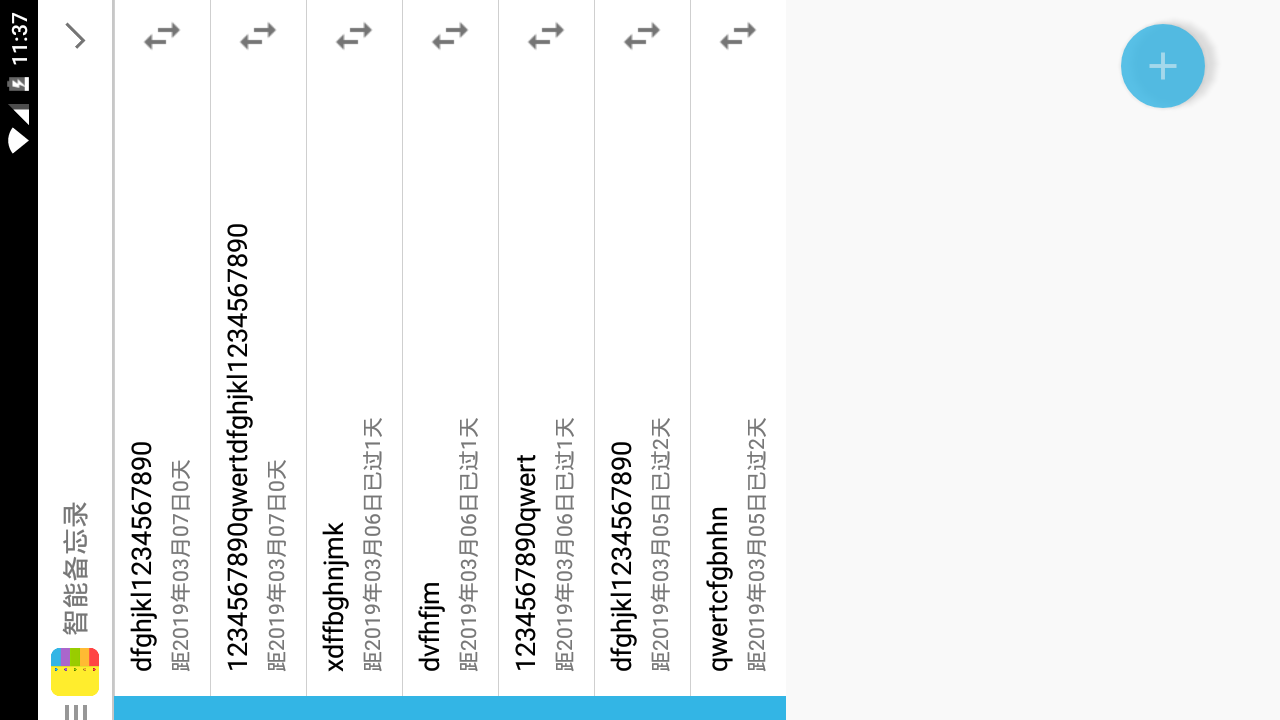 11:37
智能备忘录
dfghjkl1234567890
距2019年03月07日0天
1234567890qwertdfghjkl1234567890
距2019年03月07日0天
xdffbghnjmk
距2019年03月06日已过1天
dvfhfjm
距2019年03月06日已过1天
1234567890qwert
距2019年03月06日已过1天
dfghjkl1234567890
距2019年03月05日已过2天
qwertcfgbnhn
距2019年03月05日已过2天